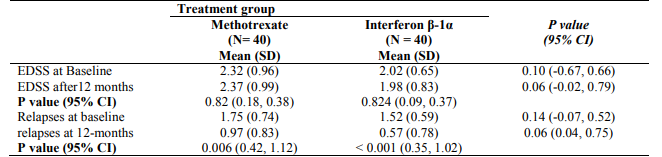 Treatment group
Methotrexate Interferon β-1α P value
(N= 40) (N = 40) (95% CI)
Mean (SD) Mean (SD)
EDSS at Baseline 2.32 (0.96) 2.02 (0.65) 0.10 (-0.67, 0.66)
EDSS after12 months 2.37 (0.99) 1.98 (0.83) 0.06 (-0.02, 0.79)
P value (95% CI) 0.82 (0.18, 0.38) 0.824 (0.09, 0.37)
Relapses at baseline 1.75 (0.74) 1.52 (0.59) 0.14 (-0.07, 0.52)
relapses at 12-months 0.97 (0.83) 0.57 (0.78) 0.06 (0.04, 0.75)
P value (95% CI) 0.006 (0.42, 1.12) < 0.001 (0.35, 1.02)